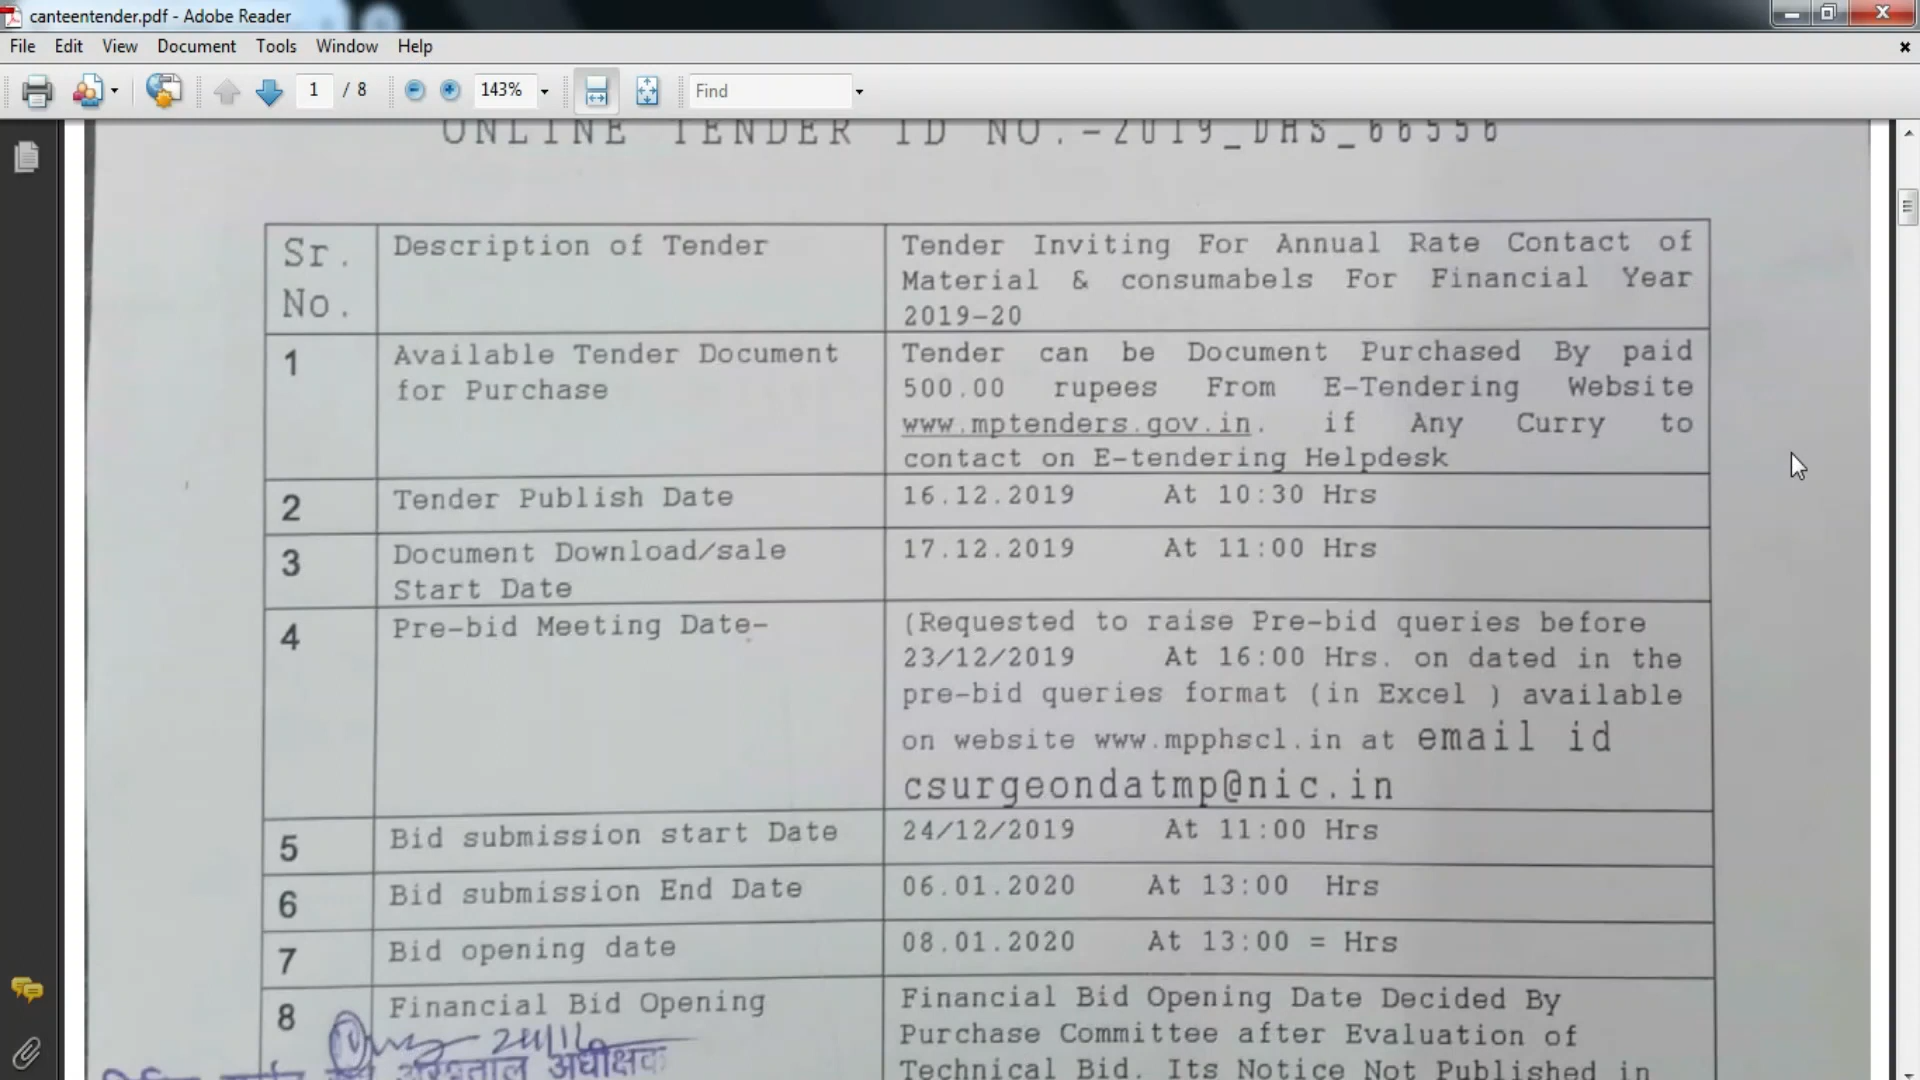 canteentender.pdf - Adobe Reader
File Edit View Document Tools Window Help
1 / 8 143% Find
ONLINE TENDER ID NO.-2019_DHS_66556
Sr. No. Description of Tender
Tender Inviting For Annual Rate Contact of
Material & consumabels For Financial Year
2019-20
1 Available Tender Document
for Purchase
Tender can be Document Purchased By paid
500.00 rupees From E-Tendering Website
www.mptenders.gov.in. if Any Curry to
contact on E-tendering Helpdesk
2 Tender Publish Date 16.12.2019 At 10:30 Hrs
3 Document Download/sale
Start Date
17.12.2019 At 11:00 Hrs
4 Pre-bid Meeting Date-
(Requested to raise Pre-bid queries before
23/12/2019 At 16:00 Hrs. on dated in the
pre-bid queries format (in Excel ) available
on website www.mpphscl.in at email id
csurgeondatmp@nic.in
5 Bid submission start Date 24/12/2019 At 11:00 Hrs
6 Bid submission End Date 06.01.2020 At 13:00 Hrs
7 Bid opening date 08.01.2020 At 13:00 = Hrs
8 Financial Bid Opening
Financial Bid Opening Date Decided By
Purchase Committee after Evaluation of
Technical Bid. Its Notice Not Published in
अस्पताल अधीक्षक